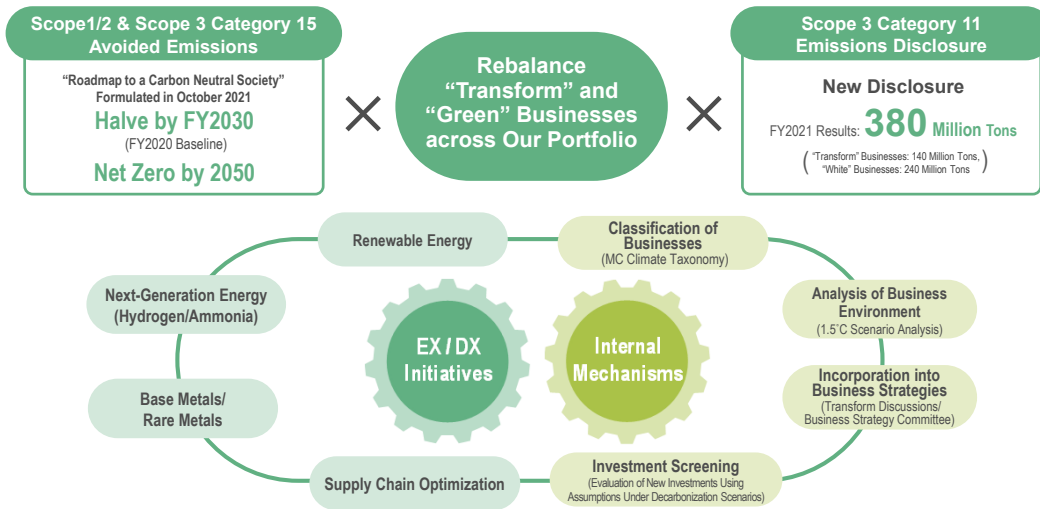 Scope1/2 & Scope 3 Category 15
Avoided Emissions
“Roadmap to a Carbon Neutral Society”
Formulated in October 2021
Halve by FY2030
(FY2020 Baseline)
Net Zero by 2050
×
Rebalance
“Transform” and
“Green” Businesses
across Our Portfolio
×
Scope 3 Category 11
Emissions Disclosure
New Disclosure
FY2021 Results: 380 Million Tons
(“Transform” Businesses: 140 Million Tons,
“White” Businesses: 240 Million Tons)
Renewable Energy
Next-Generation Energy
(Hydrogen/Ammonia)
Base Metals/
Rare Metals
Supply Chain Optimization
EX / DX
Initiatives
Internal
Mechanisms
Classification of
Businesses
(MC Climate Taxonomy)
Analysis of Business
Environment
(1.5˚C Scenario Analysis)
Incorporation into
Business Strategies
(Transform Discussions/
Business Strategy Committee)
Investment Screening
(Evaluation of New Investments Using
Assumptions Under Decarbonization Scenarios)